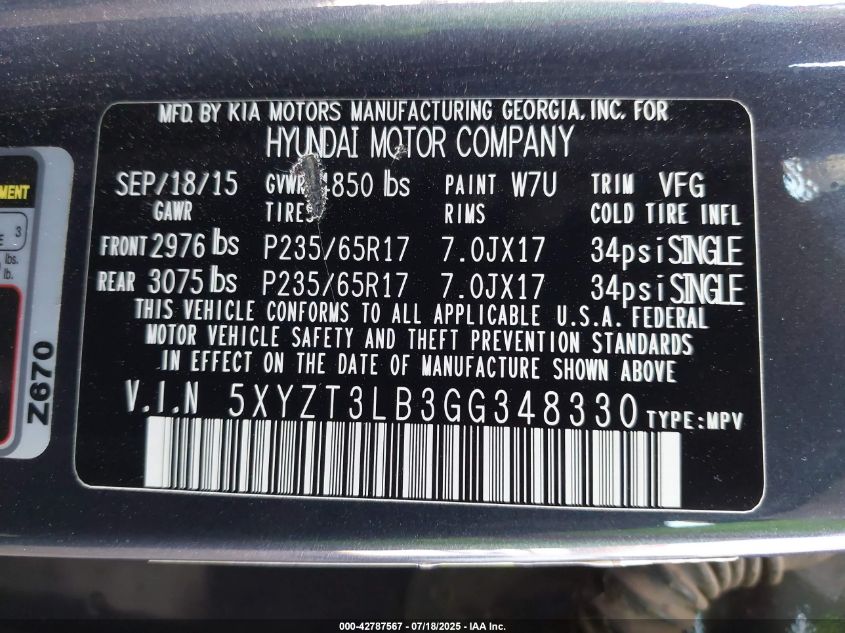 MFD. BY KIA MOTORS MANUFACTURING GEORGIA, INC. FOR
HYUNDAI MOTOR COMPANY
SEP/18/15 GVWR 850 lbs PAINT W7U TRIM VFG
GAWR TIRES RIMS COLD TIRE INFL
FRONT 2976 lbs P235/65R17 7.0JX17 34psi SINGLE
REAR 3075 lbs P235/65R17 7.0JX17 34psi SINGLE
THIS VEHICLE CONFORMS TO ALL APPLICABLE U.S.A. FEDERAL
MOTOR VEHICLE SAFETY AND THEFT PREVENTION STANDARDS
IN EFFECT ON THE DATE OF MANUFACTURE SHOWN ABOVE
V.I.N 5XYZT3LB3GG348330 TYPE:MPV
MENT
E 3
lbs.
lb.
Z670
000-42787567 - 07/18/2025 - IAA Inc.